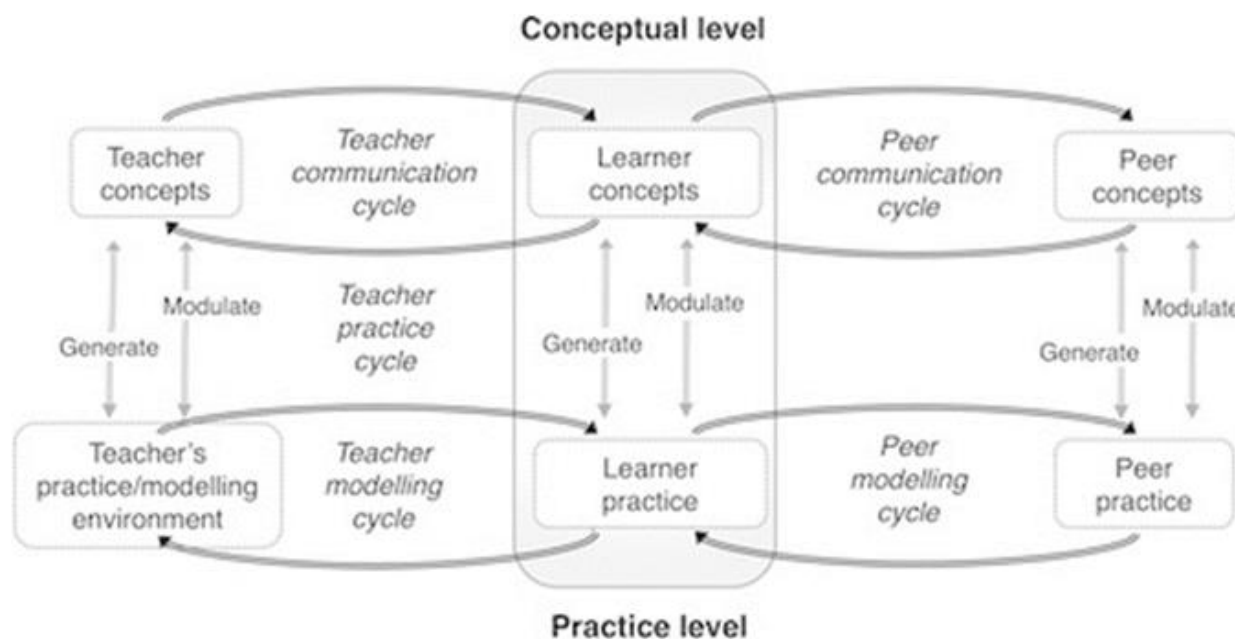 Conceptual level
Teacher
concepts
Teacher
communication
cycle
Learner
concepts
Peer
communication
cycle
Peer
concepts
Generate
Modulate
Teacher
practice
cycle
Generate
Modulate
Generate
Modulate
Teacher's
practice/modelling
environment
Teacher
modelling
cycle
Learner
practice
Peer
modelling
cycle
Peer
practice
Practice level